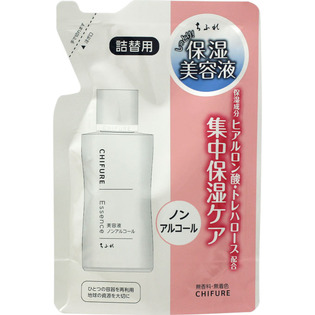 ちふれ
しっとり
保湿
美容液
詰替用
保湿成分
ヒアルロン酸・トレハロース配合
集中保湿ケア
CHIFURE
Essence
美容液
ノンアルコール
ノン
アルコール
ひとつの容器を再利用
地球の資源を大切に
無香料・無着色
CHIFURE